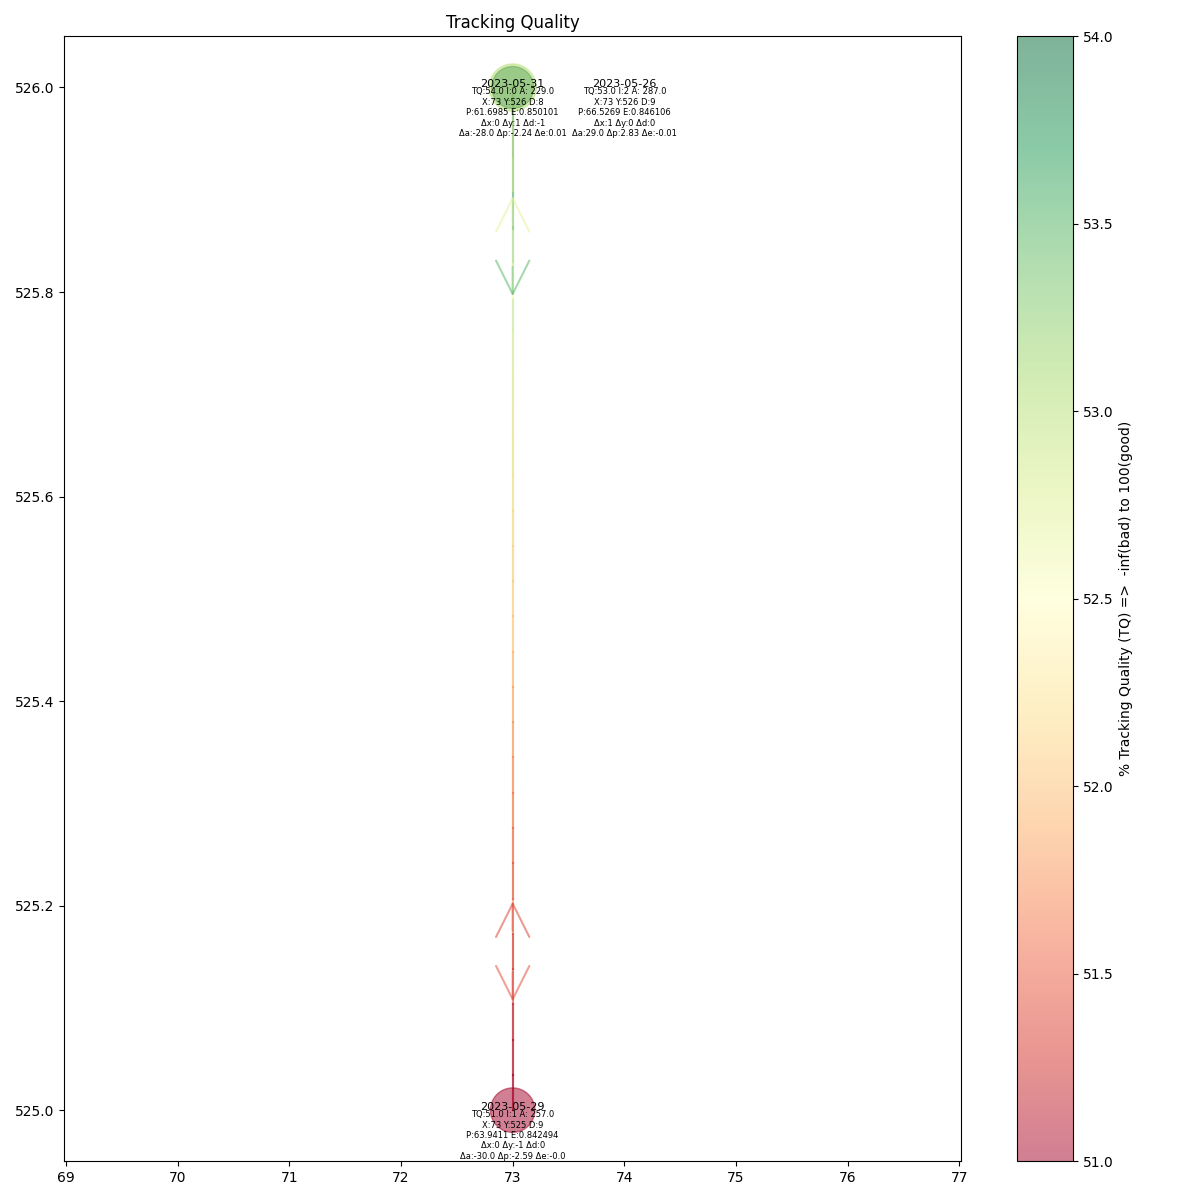 Tracking Quality
526.0
525.8
525.6
525.4
525.2
525.0
69
70
71
72
73
74
75
76
77
2023-05-31
TQ:54.0 I:0 A: 229.0
X:73 Y:526 D:8
P:61.6985 E:0.850101
Δx:0 Δy:1 Δd:-1
Δa:-28.0 Δp:-2.24 Δe:0.01
2023-05-26
TQ:53.0 I:2 A: 287.0
X:73 Y:526 D:9
P:66.5269 E:0.846106
Δx:1 Δy:0 Δd:0
Δa:29.0 Δp:2.83 Δe:-0.01
2023-05-29
TQ:51.0 I:1 A: 257.0
X:73 Y:525 D:9
P:63.9411 E:0.842494
Δx:0 Δy:-1 Δd:0
Δa:-30.0 Δp:-2.59 Δe:-0.0
54.0
53.5
53.0
52.5
52.0
51.5
51.0
% Tracking Quality (TQ) => -inf(bad) to 100(good)